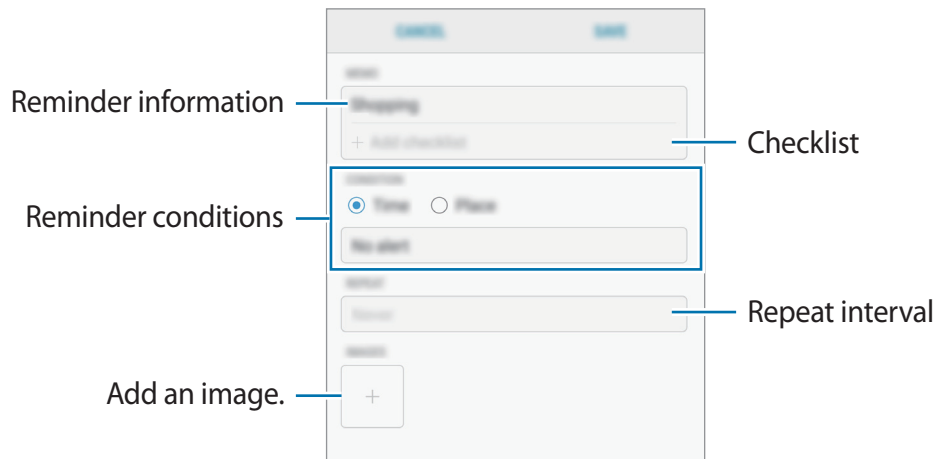 CANCEL SAVE
MEMO
Reminder information
Shopping
+ Add checklist
Checklist
CONDITION
Time Place
Reminder conditions
No alert
REPEAT
Never
Repeat interval
IMAGES
Add an image.
+